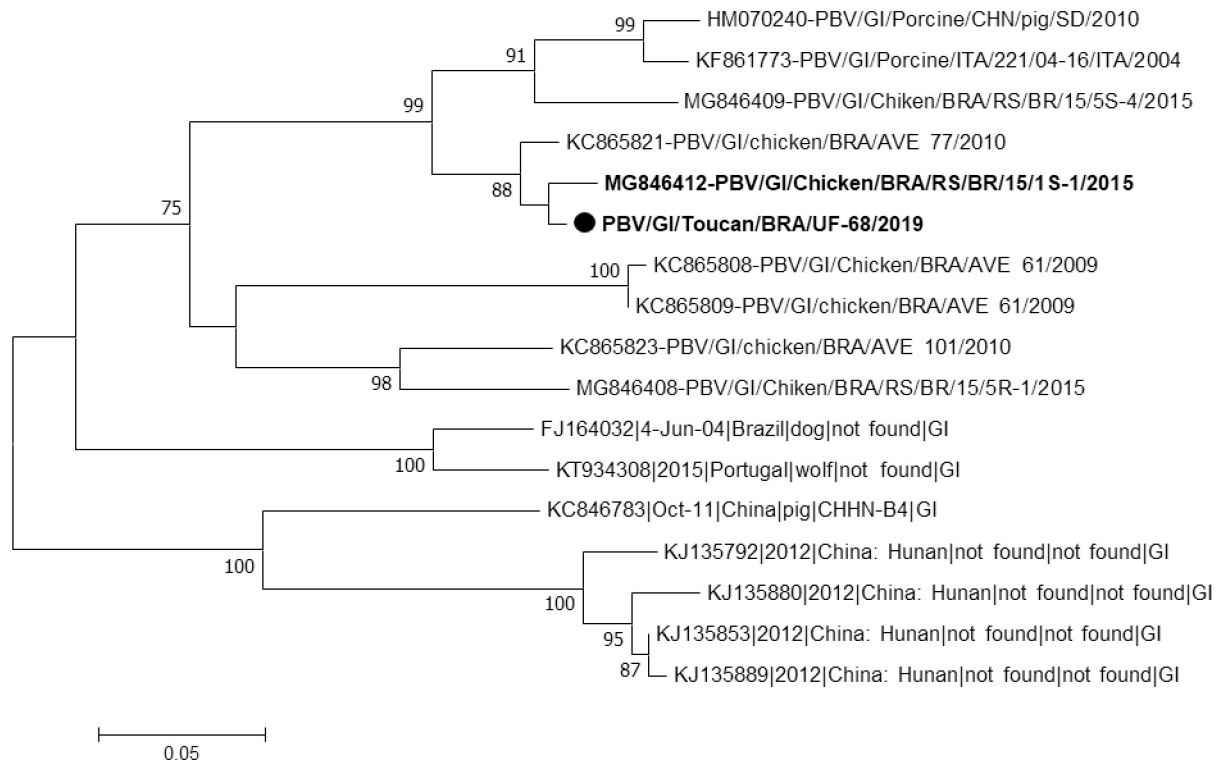 99
HM070240-PBV/GI/Porcine/CHN/pig/SD/2010
KF861773-PBV/GI/Porcine/ITA/221/04-16/ITA/2004
91
MG846409-PBV/GI/Chiken/BRA/RS/BR/15/5S-4/2015
99
KC865821-PBV/GI/chicken/BRA/AVE 77/2010
88
MG846412-PBV/GI/Chicken/BRA/RS/BR/15/1S-1/2015
75
PBV/GI/Toucan/BRA/UF-68/2019
100
KC865808-PBV/GI/Chicken/BRA/AVE 61/2009
KC865809-PBV/GI/chicken/BRA/AVE 61/2009
KC865823-PBV/GI/chicken/BRA/AVE 101/2010
98
MG846408-PBV/GI/Chiken/BRA/RS/BR/15/5R-1/2015
FJ164032|4-Jun-04|Brazil|dog|not found|GI
100
KT934308|2015|Portugal|wolf|not found|GI
KC846783|Oct-11|China|pig|CHHN-B4|GI
100
KJ135792|2012|China: Hunan|not found|not found|GI
100
KJ135880|2012|China: Hunan|not found|not found|GI
95
KJ135853|2012|China: Hunan|not found|not found|GI
87
KJ135889|2012|China: Hunan|not found|not found|GI
0.05